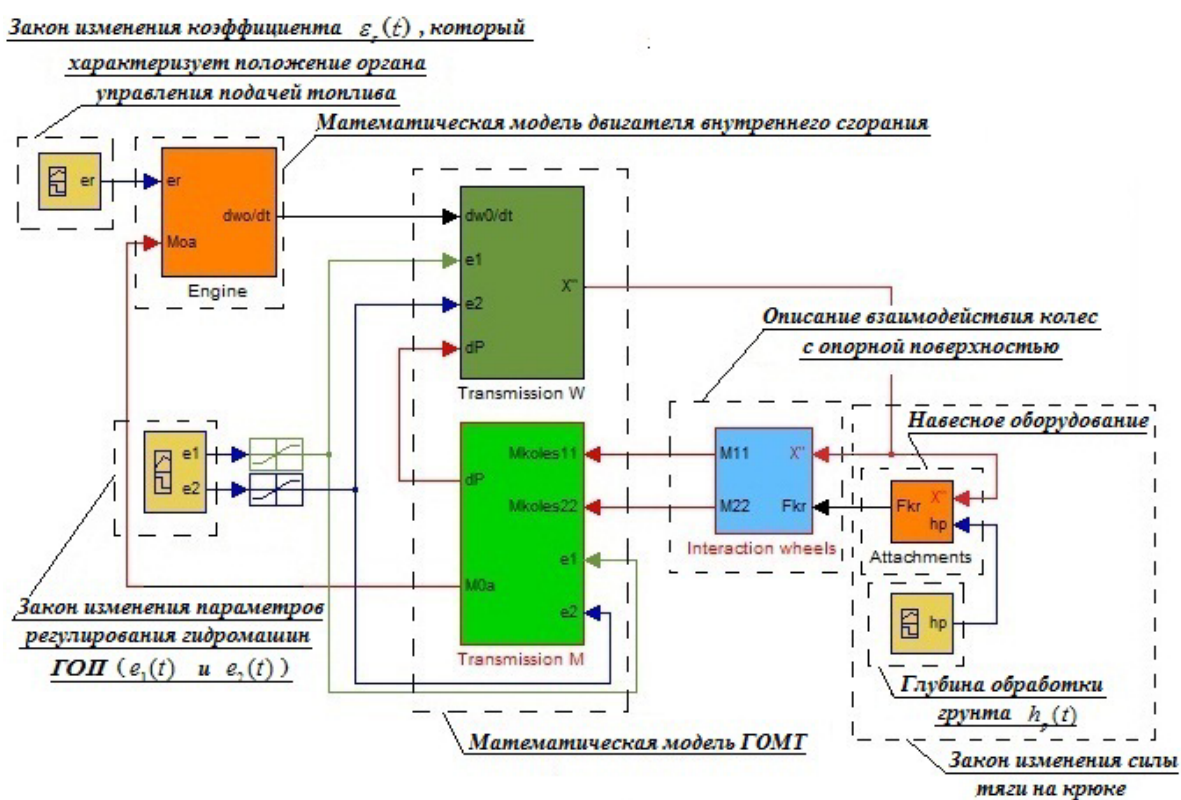 Закон изменения коэффициента ε_r(t), который
характеризует положение органа
управления подачей топлива
Математическая модель двигателя внутреннего сгорания
er
er
dwo/dt
Moa
Engine
dw0/dt
e1
e2
dP
X''
Transmission W
Описание взаимодействия колес
с опорной поверхностью
Навесное оборудование
e1
e2
Mkoles11
Mkoles22
dP
e1
M0a
e2
Transmission M
M11
X''
M22
Fkr
Interaction wheels
X''
Fkr
hp
Attachments
hp
Закон изменения параметров
регулирования гидромашин
ГОП (e₁(t) и e₂(t))
Глубина обработки
грунта h_p(t)
Математическая модель ГОМТ
Закон изменения силы
тяги на крюке